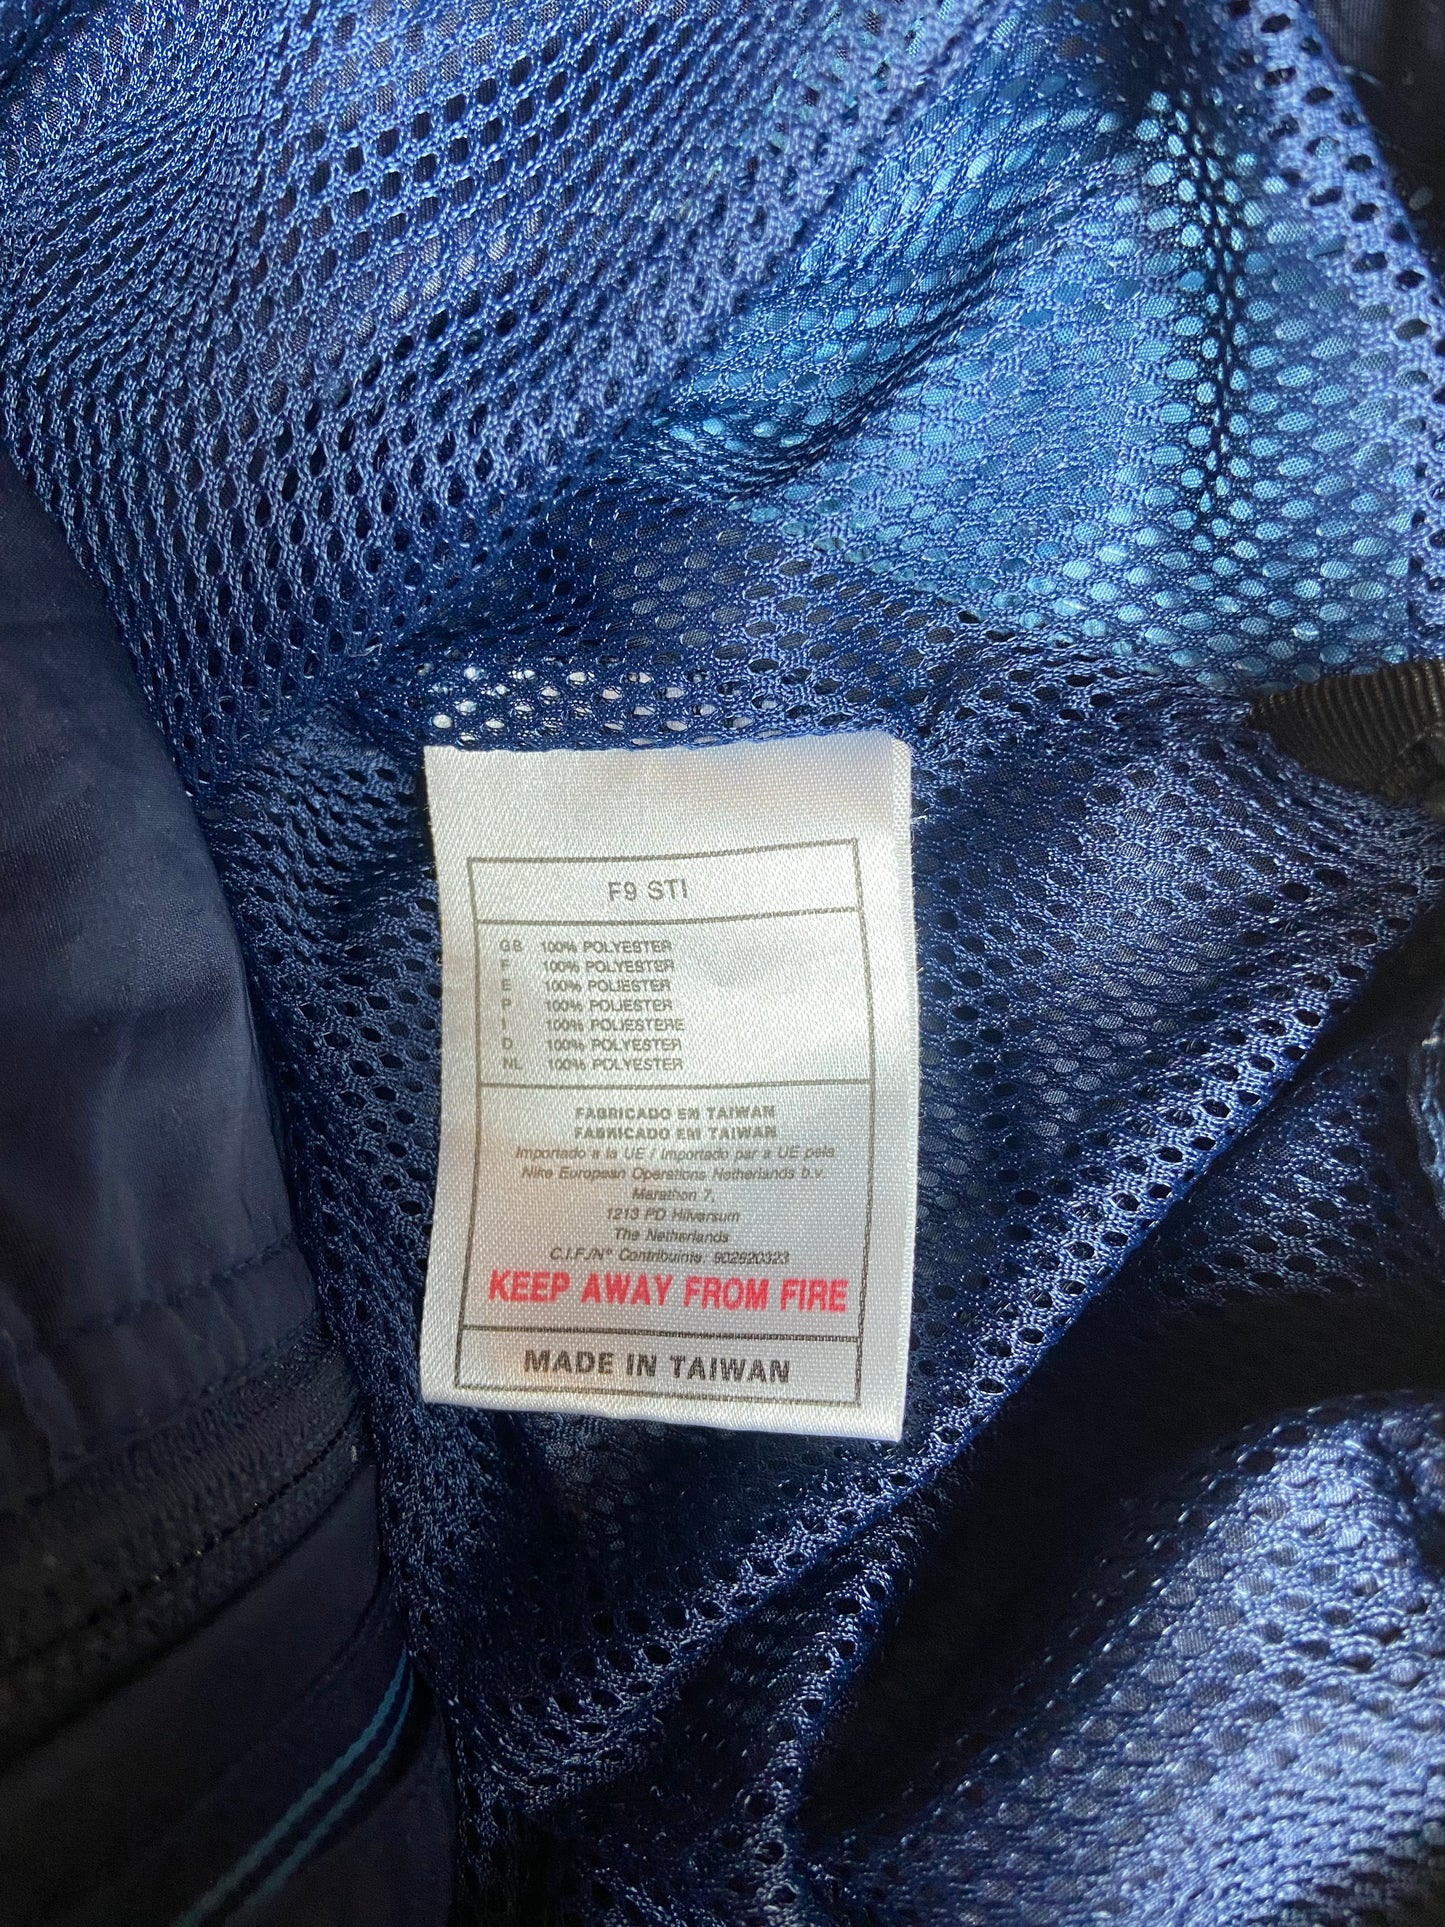 F9 STI
GB 100% POLYESTER
F 100% POLYESTER
E 100% POLIESTER
P 100% POLIESTER
I 100% POLIESTERE
D 100% POLYESTER
NL 100% POLYESTER
FABRICADO EN TAIWAN
FABRICADO EM TAIWAN
Importado a la UE / Importado par a UE pela
Nike European Operations Netherlands b.v.
Marathon 7,
1213 PD Hilversum
The Netherlands
C.I.F./N° Contribuinte: 902620323
KEEP AWAY FROM FIRE
MADE IN TAIWAN